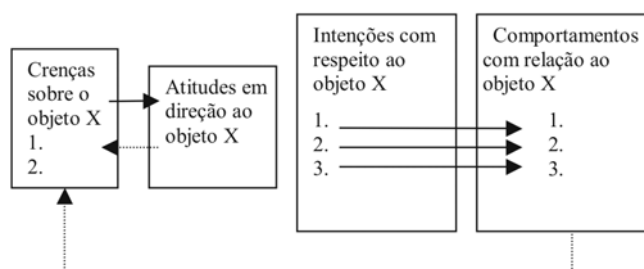 Crenças
sobre o
objeto X
1.
2.
Atitudes em
direção ao
objeto X
Intenções com
respeito ao
objeto X
1.
2.
3.
Comportamentos
com relação ao
objeto X
1.
2.
3.